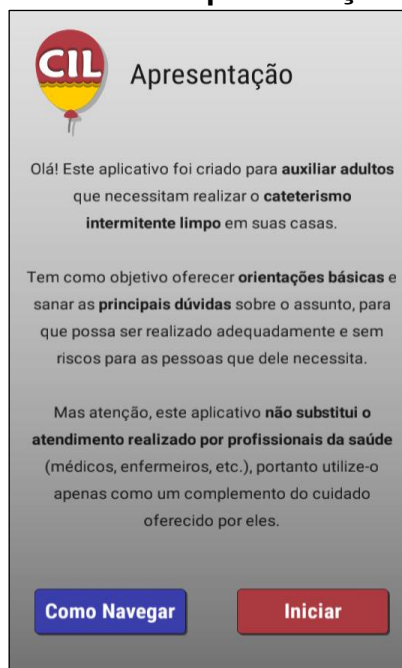 CIL
Apresentação
Olá! Este aplicativo foi criado para auxiliar adultos
que necessitam realizar o cateterismo
intermitente limpo em suas casas.
Tem como objetivo oferecer orientações básicas e
sanar as principais dúvidas sobre o assunto, para
que possa ser realizado adequadamente e sem
riscos para as pessoas que dele necessita.
Mas atenção, este aplicativo não substitui o
atendimento realizado por profissionais da saúde
(médicos, enfermeiros, etc.), portanto utilize-o
apenas como um complemento do cuidado
oferecido por eles.
Como Navegar
Iniciar